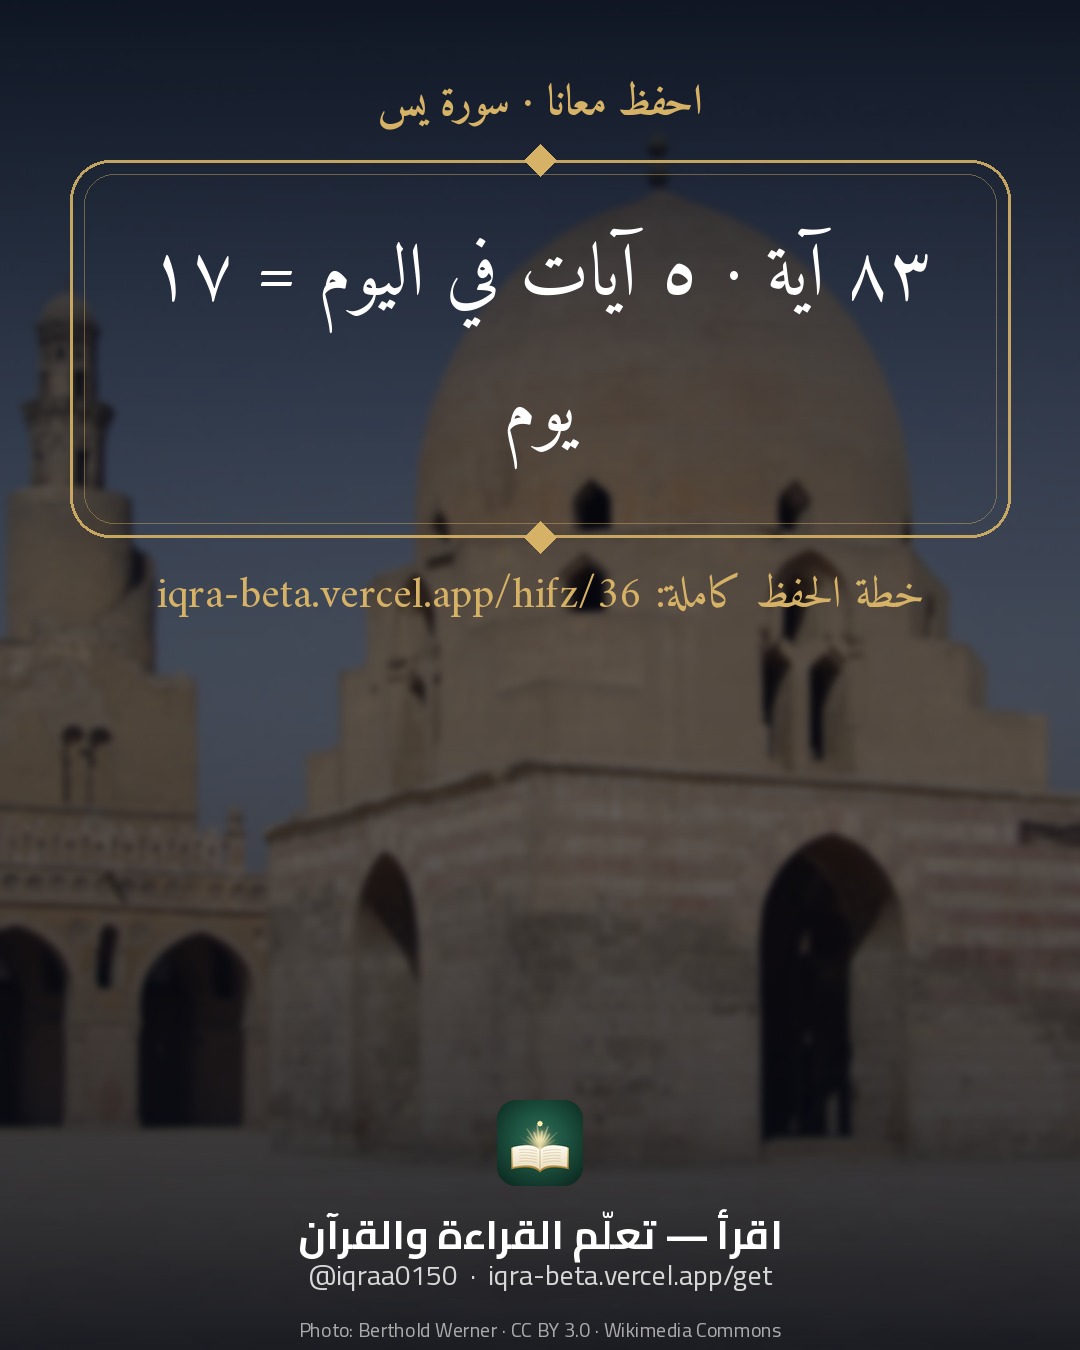 احفظ معانا · سورة يس
٨٣ آية · ٥ آيات في اليوم = ١٧
يوم
خطة الحفظ كاملة: iqra-beta.vercel.app/hifz/36
اقرأ — تعلّم القراءة والقرآن
@iqraa0150 · iqra-beta.vercel.app/get
Photo: Berthold Werner · CC BY 3.0 · Wikimedia Commons